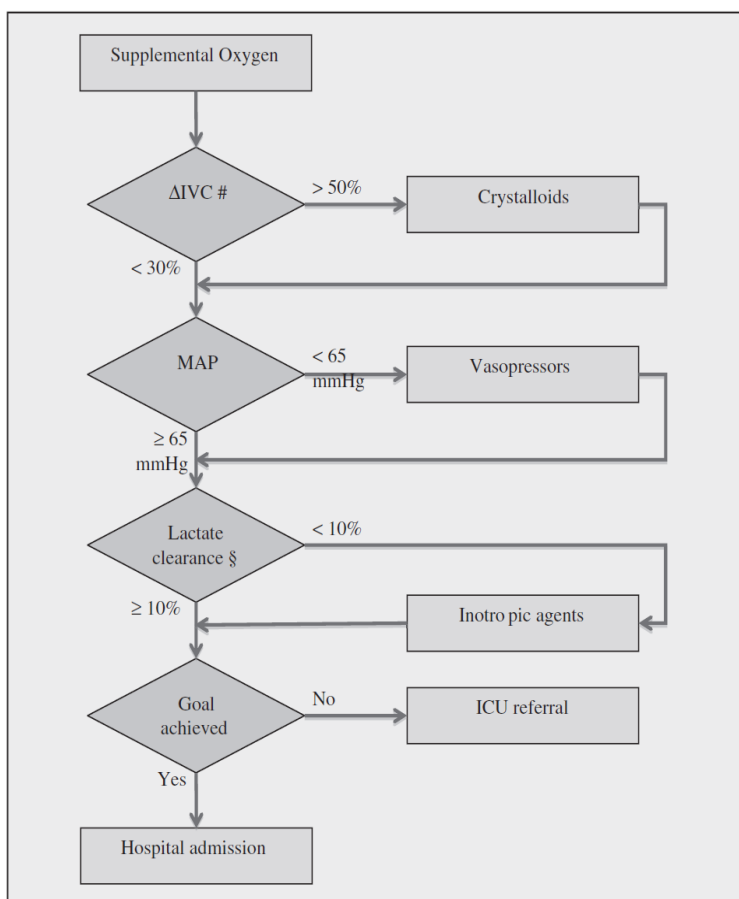 Supplemental Oxygen
ΔIVC #
> 50%
Crystalloids
< 30%
MAP
< 65
mmHg
Vasopressors
≥ 65
mmHg
Lactate
clearance §
< 10%
≥ 10%
Inotro pic agents
Goal
achieved
No
ICU referral
Yes
Hospital admission